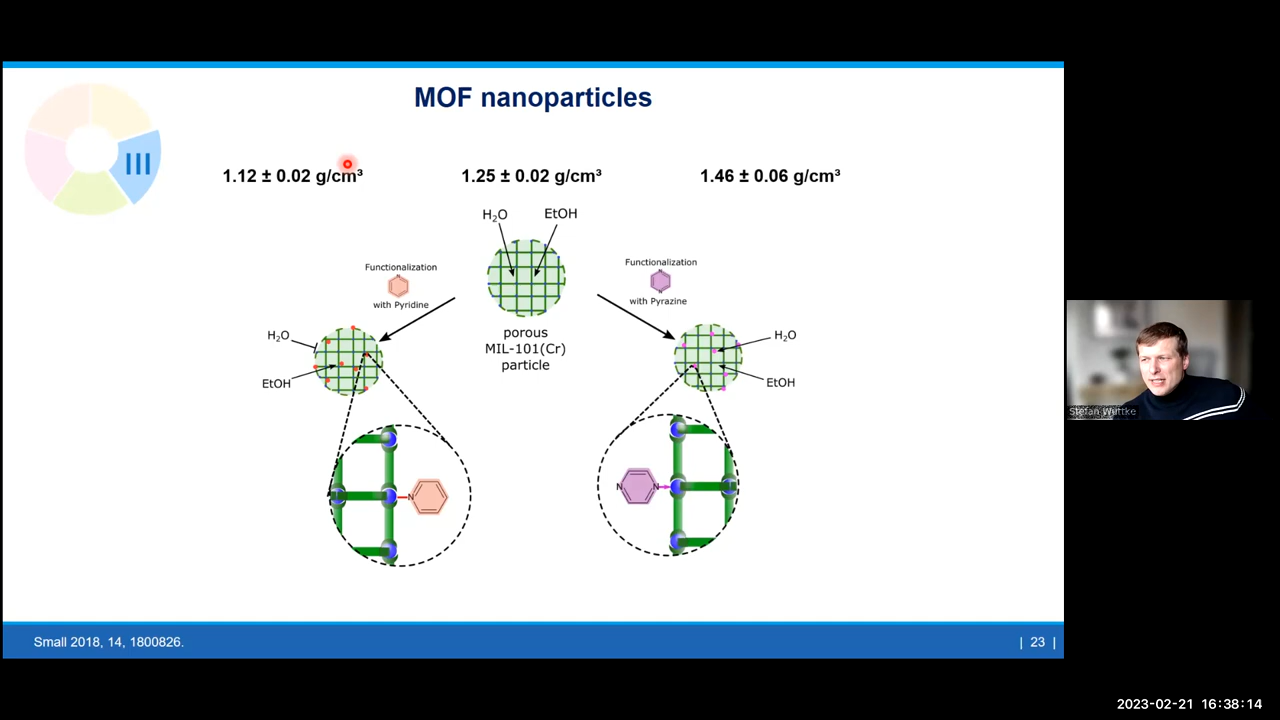 MOF nanoparticles
III
1.12 ± 0.02 g/cm³
1.25 ± 0.02 g/cm³
1.46 ± 0.06 g/cm³
H₂O
EtOH
Functionalization
N
with Pyridine
Functionalization
N
N
with Pyrazine
porous
MIL-101(Cr)
particle
H₂O
EtOH
H₂O
EtOH
N
N
N
Stefan Wuttke
Small 2018, 14, 1800826.
| 23 |
2023-02-21 16:38:14